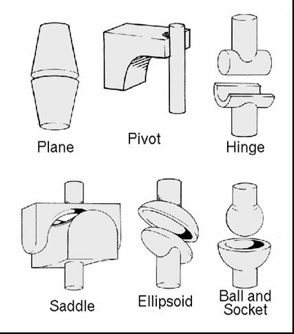 Plane
Pivot
Hinge
Saddle
Ellipsoid
Ball and
Socket